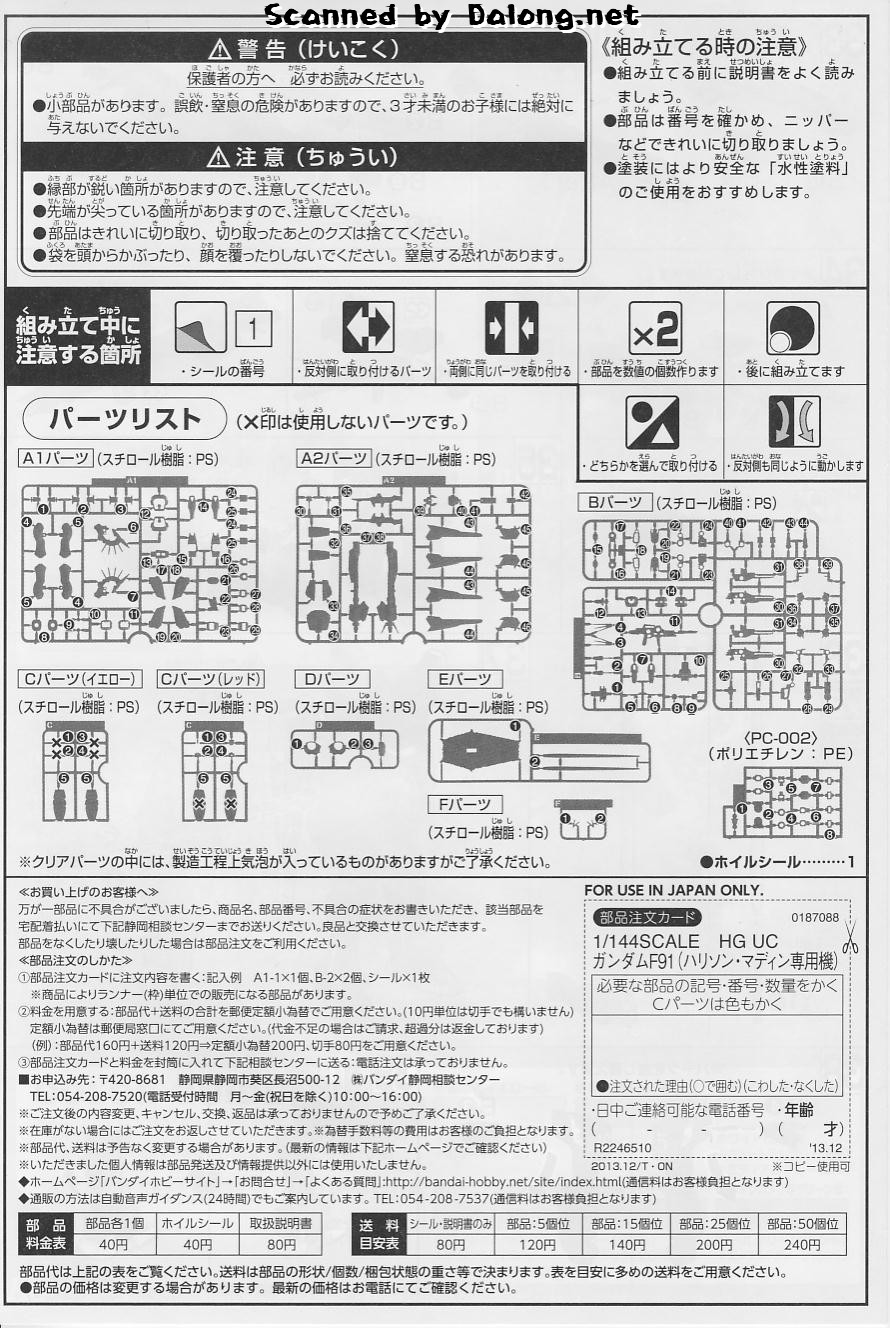 Scanned by Dalong.net
⚠警告(けいこく)
保護者の方へ 必ずお読みください。
●小部品があります。誤飲・窒息の危険がありますので、3才未満のお子様には絶対に
与えないでください。
⚠注意(ちゅうい)
●縁部が鋭い箇所がありますので、注意してください。
●先端が尖っている箇所がありますので、注意してください。
●部品はきれいに切り取り、切り取ったあとのクズは捨ててください。
●袋を頭からかぶったり、顔を覆ったりしないでください。窒息する恐れがあります。
《組み立てる時の注意》
●組み立てる前に説明書をよく読み
ましょう。
●部品は番号を確かめ、ニッパー
などできれいに切り取りましょう。
●塗装にはより安全な「水性塗料」
のご使用をおすすめします。
組み立て中に
注意する箇所
1
・シールの番号
・反対側に取り付けるパーツ
・両側に同じパーツを取り付ける
×2
・部品を数値の個数作ります
・後に組み立てます
・どちらかを選んで取り付ける
・反対側も同じように動かします
パーツリスト (×印は使用しないパーツです。)
A1パーツ (スチロール樹脂:PS)
A2パーツ (スチロール樹脂:PS)
Bパーツ (スチロール樹脂:PS)
Cパーツ(イエロー)
(スチロール樹脂:PS)
Cパーツ(レッド)
(スチロール樹脂:PS)
Dパーツ
(スチロール樹脂:PS)
Eパーツ
(スチロール樹脂:PS)
Fパーツ
(スチロール樹脂:PS)
〈PC-002〉
(ポリエチレン:PE)
※クリアパーツの中には、製造工程上気泡が入っているものがありますがご了承ください。
●ホイルシール………1
≪お買い上げのお客様へ≫
万が一部品に不具合がございましたら、商品名、部品番号、不具合の症状をお書きいただき、該当部品を
宅配着払いにて下記静岡相談センターまでお送りください。良品と交換させていただきます。
部品をなくしたり壊したりした場合は部品注文をご利用ください。
≪部品注文のしかた≫
①部品注文カードに注文内容を書く:記入例 A1-1×1個、B-2×2個、シール×1枚
※商品によりランナー(枠)単位での販売になる部品があります。
②料金を用意する:部品代+送料の合計を郵便定額小為替でご用意ください。(10円単位は切手でも構いません)
定額小為替は郵便局窓口にてご用意ください。(代金不足の場合はご請求、超過分は返金しております)
(例):部品代160円+送料120円⇒定額小為替200円、切手80円をご用意ください。
③部品注文カードと料金を封筒に入れて下記相談センターに送る:電話注文は承っておりません。
■お申込み先:〒420-8681 静岡県静岡市葵区長沼500-12 ㈱バンダイ静岡相談センター
TEL:054-208-7520(電話受付時間 月〜金(祝日を除く)10:00〜16:00)
※ご注文後の内容変更、キャンセル、交換、返品は承っておりませんので予めご了承ください。
※在庫がない場合にはご注文をお返しさせていただきます。※為替手数料等の費用はお客様のご負担となります。
※部品代、送料は予告なく変更する場合があります。(最新の情報は下記ホームページでご確認ください)
※いただきました個人情報は部品発送及び情報提供以外には使用いたしません。
◆ホームページ「バンダイホビーサイト」→「お問合せ」→「よくある質問」:http://bandai-hobby.net/site/index.html(通信料はお客様負担となります)
◆通販の方法は自動音声ガイダンス(24時間)でもご案内しています。TEL:054-208-7537(通信料はお客様負担となります)
FOR USE IN JAPAN ONLY.
部品注文カード 0187088
1/144SCALE HG UC
ガンダムF91(ハリソン・マディン専用機)
必要な部品の記号・番号・数量をかく
Cパーツは色もかく
●注文された理由(○で囲む)(こわした・なくした)
・日中ご連絡可能な電話番号 ・年齢
( - - ) ( 才)
R2246510 '13.12
2013.12/T・ON ※コピー使用可
部品料金表 部品各1個 ホイルシール 取扱説明書
40円 40円 80円
送料目安表 シール・説明書のみ 部品:5個位 部品:15個位 部品:25個位 部品:50個位
80円 120円 140円 200円 240円
部品代は上記の表をご覧ください。送料は部品の形状/個数/梱包状態の重さ等で決まります。表を目安に多めの送料をご用意ください。
●部品の価格は変更する場合があります。最新の価格はお電話にてご確認ください。